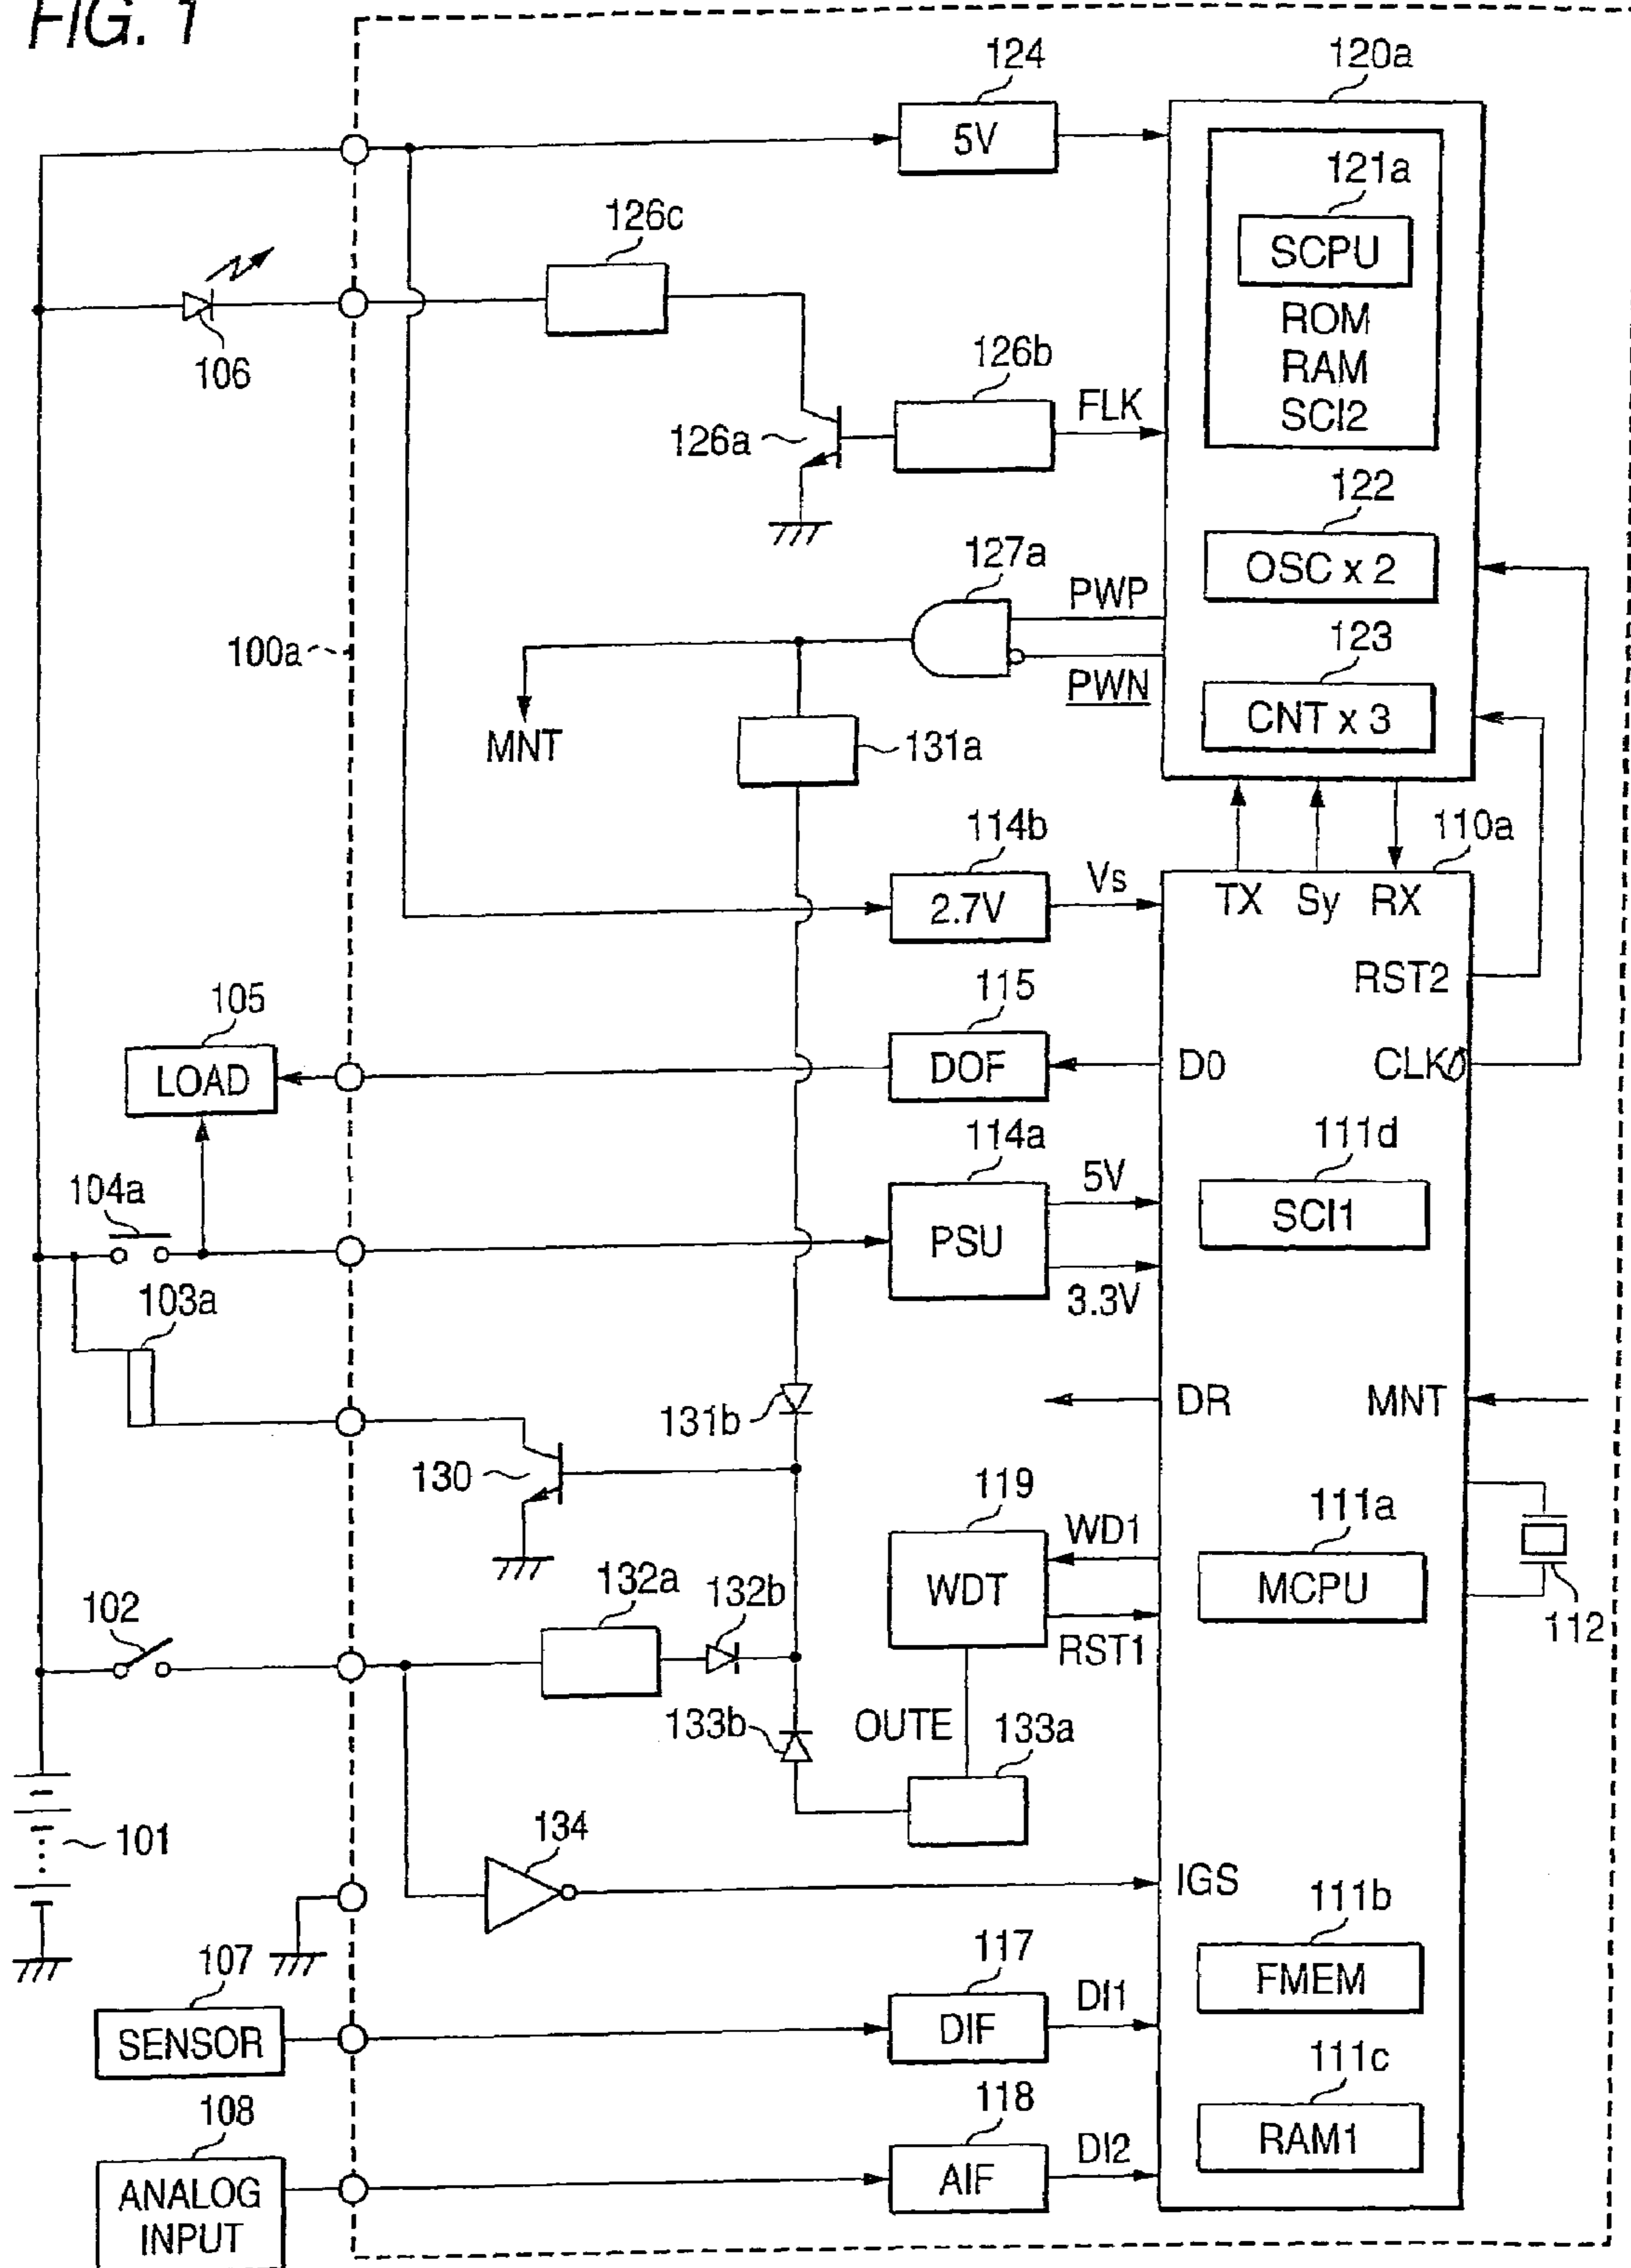 FIG. 1
124
120a
5V
121a
SCPU
126c
ROM
RAM
SCI2
106
126b
FLK
126a
122
OSC x 2
127a
PWP
100a
123
PWN
CNT x 3
MNT
131a
114b
110a
2.7V
Vs
TX Sy RX
RST2
105
115
LOAD
DOF
D0
CLK0
114a
111d
104a
5V
PSU
SCI1
103a
3.3V
131b
DR
MNT
130
119
WD1
111a
132a
132b
WDT
MCPU
102
RST1
112
133b
OUTE
133a
101
134
IGS
111b
FMEM
107
117
DI1
SENSOR
DIF
111c
108
118
DI2
RAM1
ANALOG
INPUT
AIF